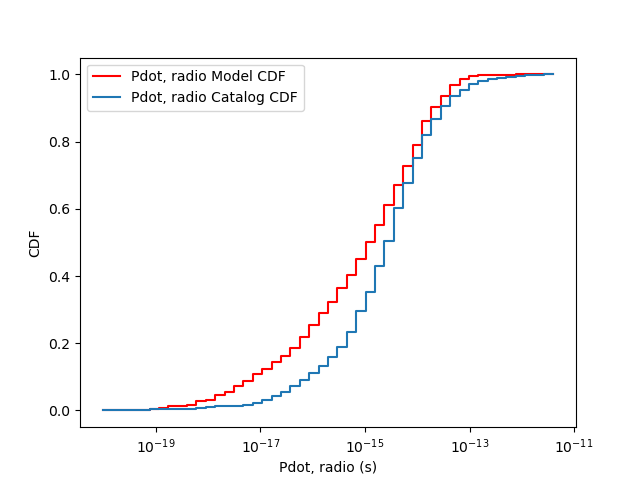 Pdot, radio Model CDF
Pdot, radio Catalog CDF
1.0
0.8
0.6
0.4
0.2
0.0
CDF
10⁻¹⁹ 10⁻¹⁷ 10⁻¹⁵ 10⁻¹³ 10⁻¹¹
Pdot, radio (s)